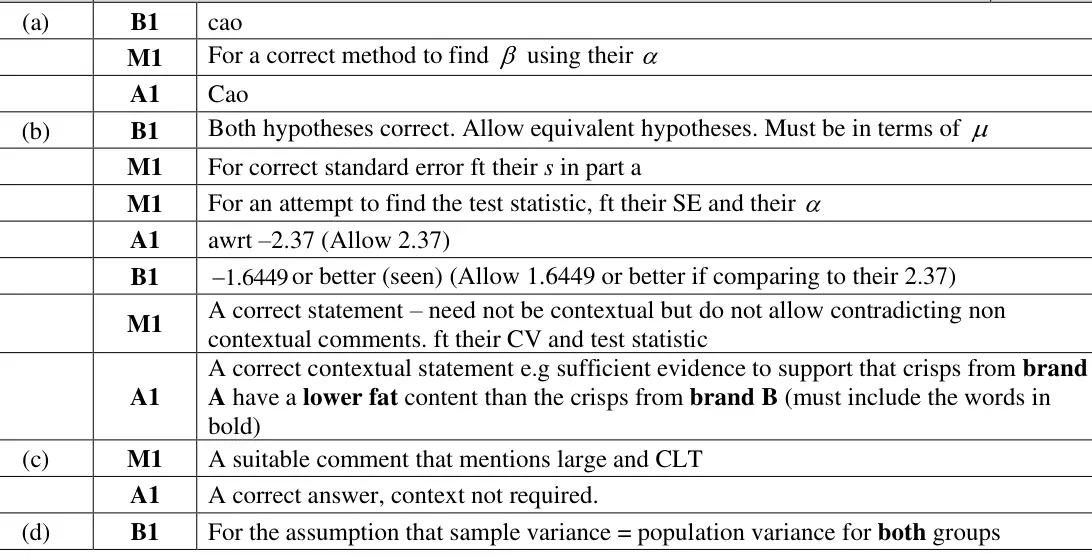 (a) B1 cao
M1 For a correct method to find β using their α
A1 Cao
(b) B1 Both hypotheses correct. Allow equivalent hypotheses. Must be in terms of μ
M1 For correct standard error ft their s in part a
M1 For an attempt to find the test statistic, ft their SE and their α
A1 awrt –2.37 (Allow 2.37)
B1 –1.6449 or better (seen) (Allow 1.6449 or better if comparing to their 2.37)
M1 A correct statement – need not be contextual but do not allow contradicting non
contextual comments. ft their CV and test statistic
A correct contextual statement e.g sufficient evidence to support that crisps from brand
A1 A have a lower fat content than the crisps from brand B (must include the words in
bold)
(c) M1 A suitable comment that mentions large and CLT
A1 A correct answer, context not required.
(d) B1 For the assumption that sample variance = population variance for both groups